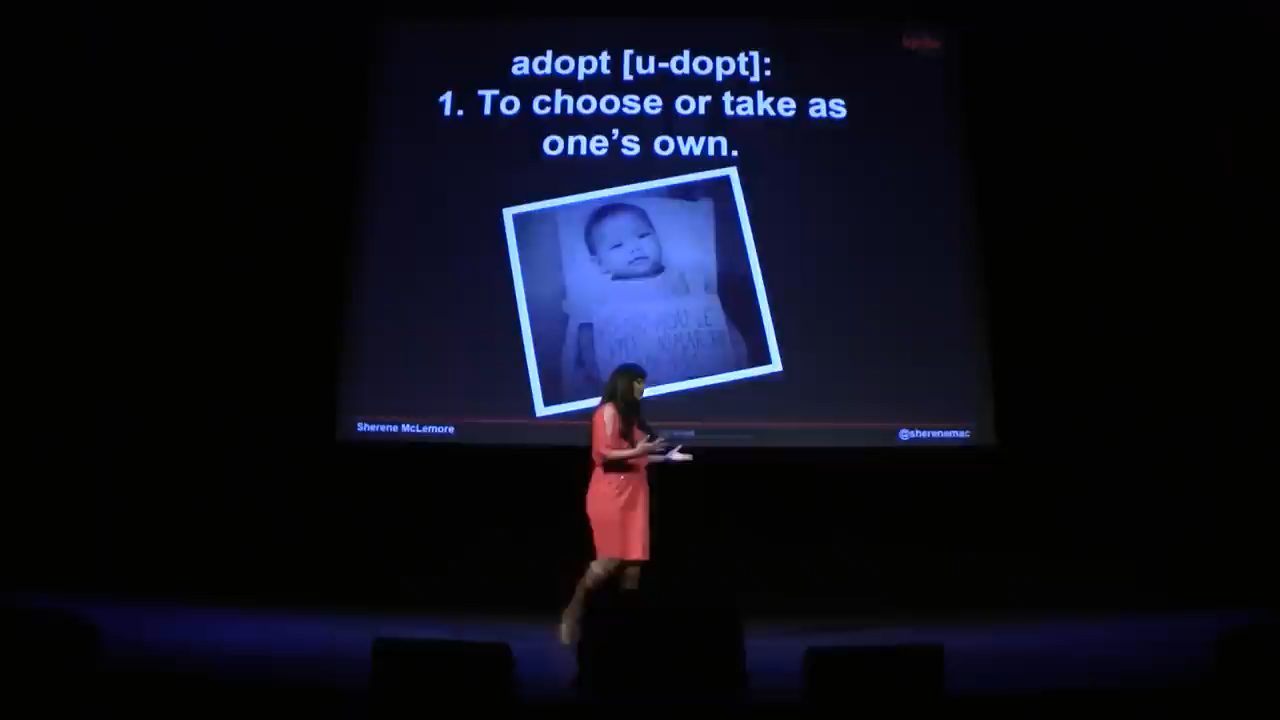 adopt [u-dopt]:
1. To choose or take as
one's own.
Sherene McLemore
@sherenemac